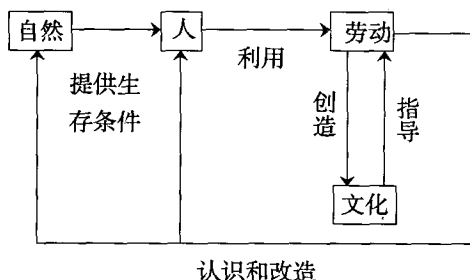 自然
人
劳动
利用
提供生
存条件
创造
指导
文化
认识和改造